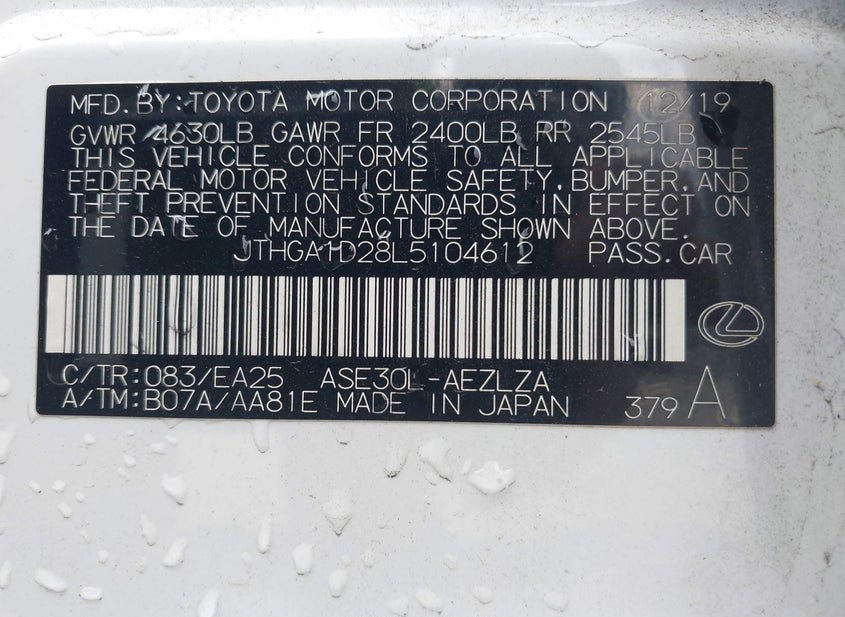 MFD.BY:TOYOTA MOTOR CORPORATION 12/19
GVWR 4630LB GAWR FR 2400LB RR 2545LB
THIS VEHICLE CONFORMS TO ALL APPLICABLE
FEDERAL MOTOR VEHICLE SAFETY,BUMPER,AND
THEFT PREVENTION STANDARDS IN EFFECT ON
THE DATE OF MANUFACTURE SHOWN ABOVE.
JTHGA1D28L5104612 PASS.CAR
C/TR:083/EA25 ASE30L-AEZLZA
A/TM:B07A/AA81E MADE IN JAPAN 379 A